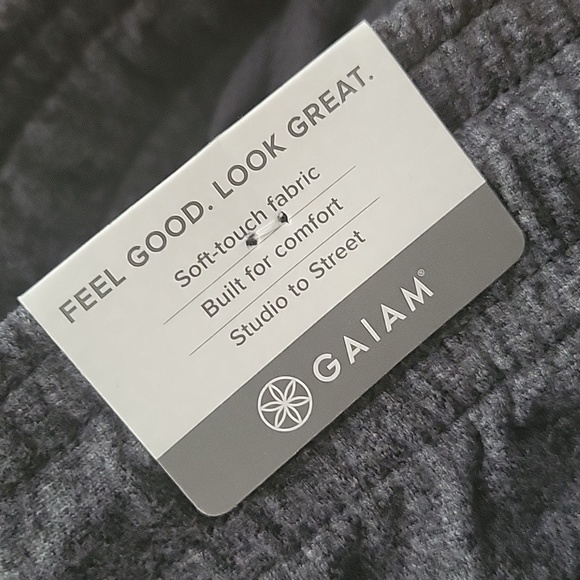 FEEL GOOD. LOOK GREAT.
Soft-touch fabric
Built for comfort
Studio to Street
GAIAM®